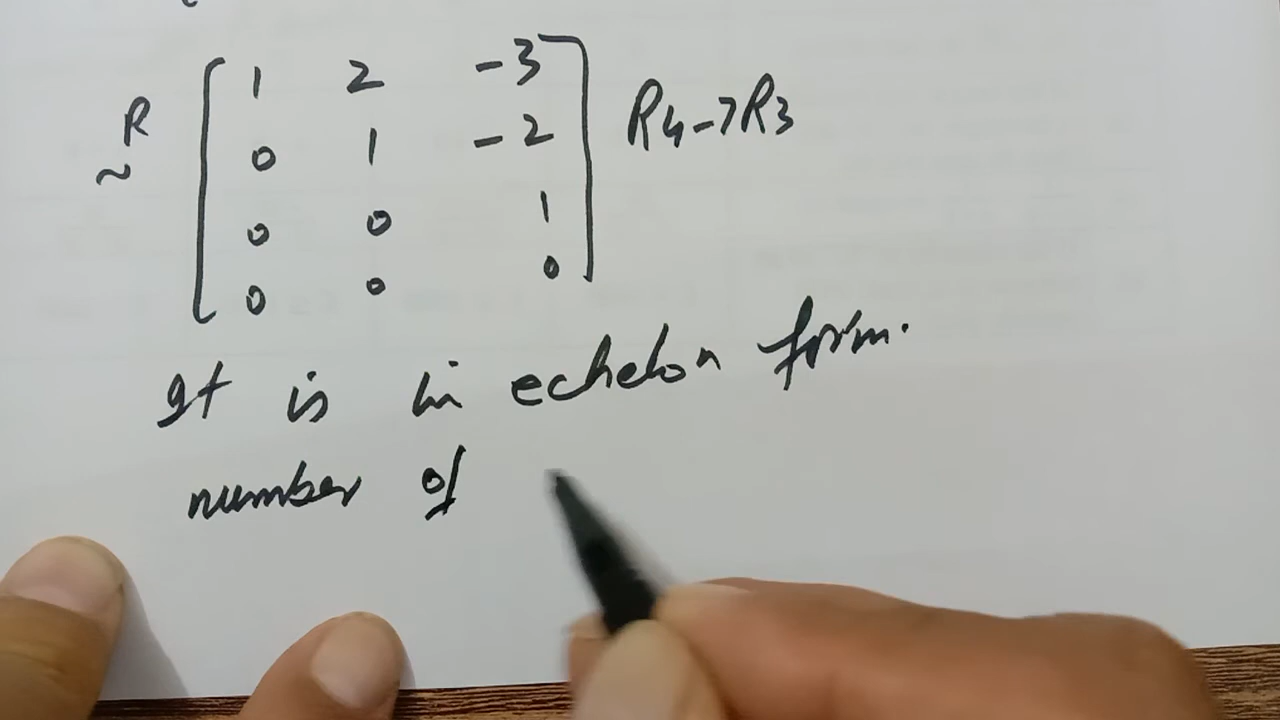 R ~ [ 1 2 -3 ] R4->R3
0 1 -2
0 0 1
0 0 0
It is in echelon form.
number of